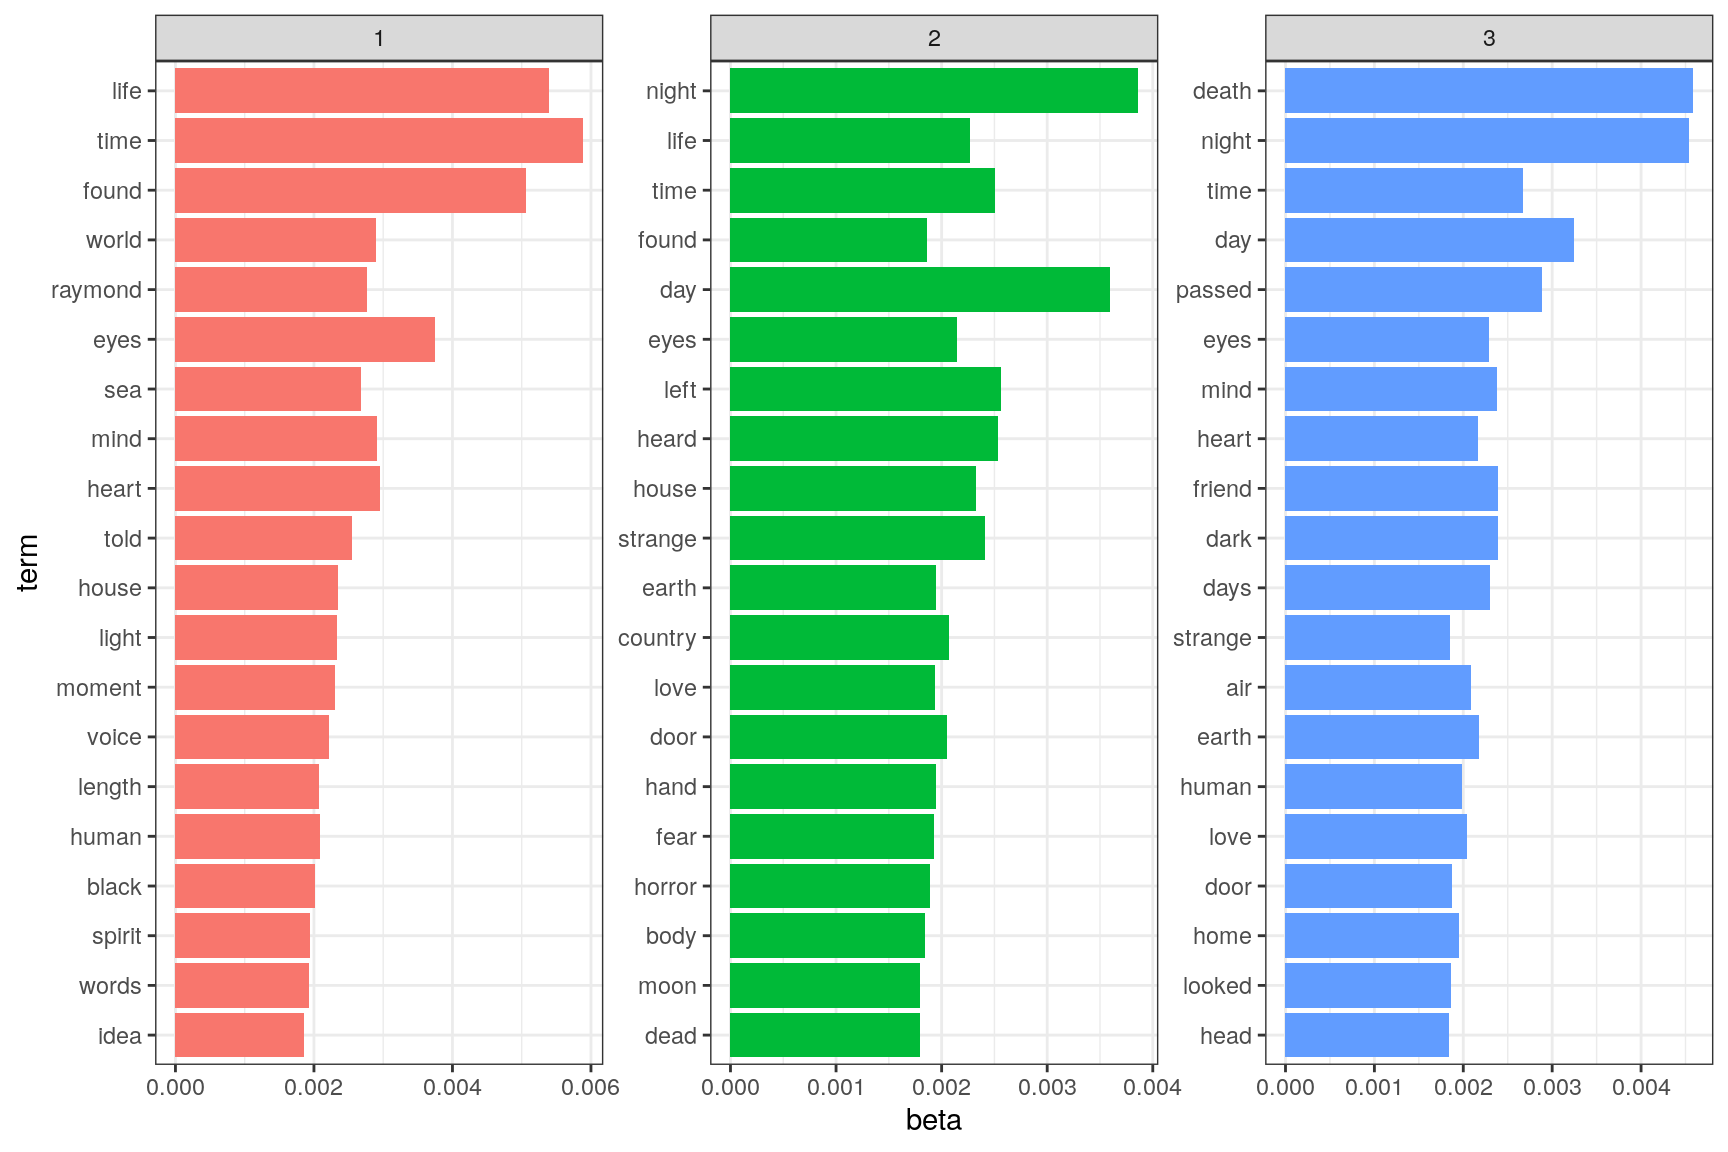 1
life
time
found
world
raymond
eyes
sea
mind
heart
told
house
light
moment
voice
length
human
black
spirit
words
idea
0.000 0.002 0.004 0.006
2
night
life
time
found
day
eyes
left
heard
house
strange
earth
country
love
door
hand
fear
horror
body
moon
dead
0.000 0.001 0.002 0.003 0.004
3
death
night
time
day
passed
eyes
mind
heart
friend
dark
days
strange
air
earth
human
love
door
home
looked
head
0.000 0.001 0.002 0.003 0.004
term
beta